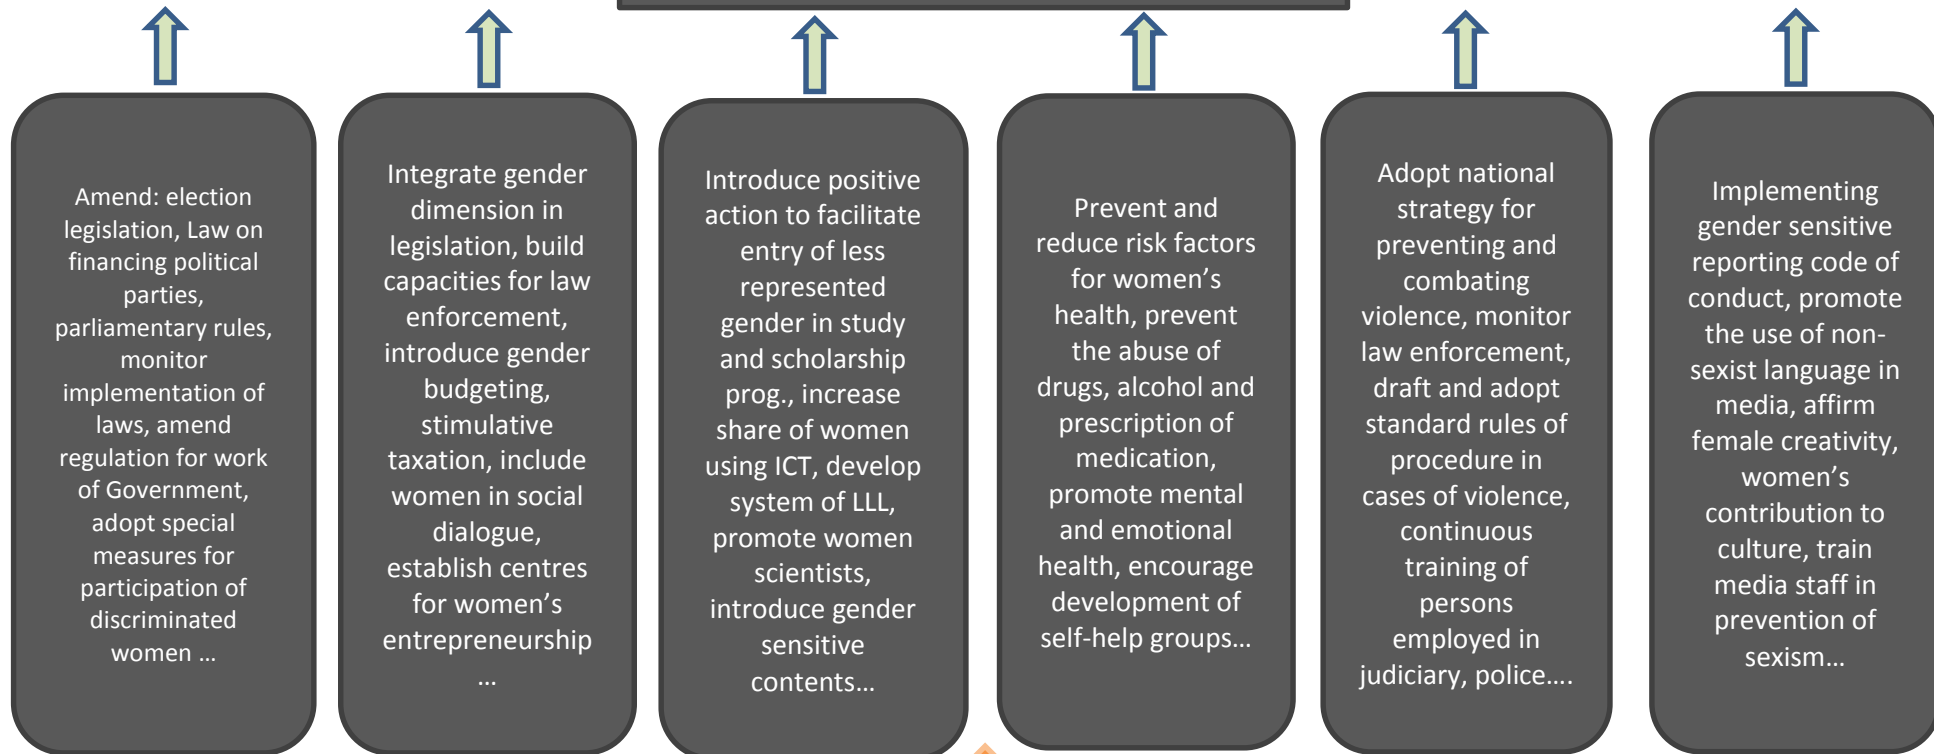 Amend: election
legislation, Law on
financing political
parties,
parliamentary rules,
monitor
implementation of
laws, amend
regulation for work
of Government,
adopt special
measures for
participation of
discriminated
women …
Integrate gender
dimension in
legislation, build
capacities for law
enforcement,
introduce gender
budgeting,
stimulative
taxation, include
women in social
dialogue,
establish centres
for women’s
entrepreneurship
…
Introduce positive
action to facilitate
entry of less
represented
gender in study
and scholarship
prog., increase
share of women
using ICT, develop
system of LLL,
promote women
scientists,
introduce gender
sensitive
contents…
Prevent and
reduce risk factors
for women’s
health, prevent
the abuse of
drugs, alcohol and
prescription of
medication,
promote mental
and emotional
health, encourage
development of
self-help groups…
Adopt national
strategy for
preventing and
combating
violence, monitor
law enforcement,
draft and adopt
standard rules of
procedure in
cases of violence,
continuous
training of
persons
employed in
judiciary, police….
Implementing
gender sensitive
reporting code of
conduct, promote
the use of non-
sexist language in
media, affirm
female creativity,
women’s
contribution to
culture, train
media staff in
prevention of
sexism…